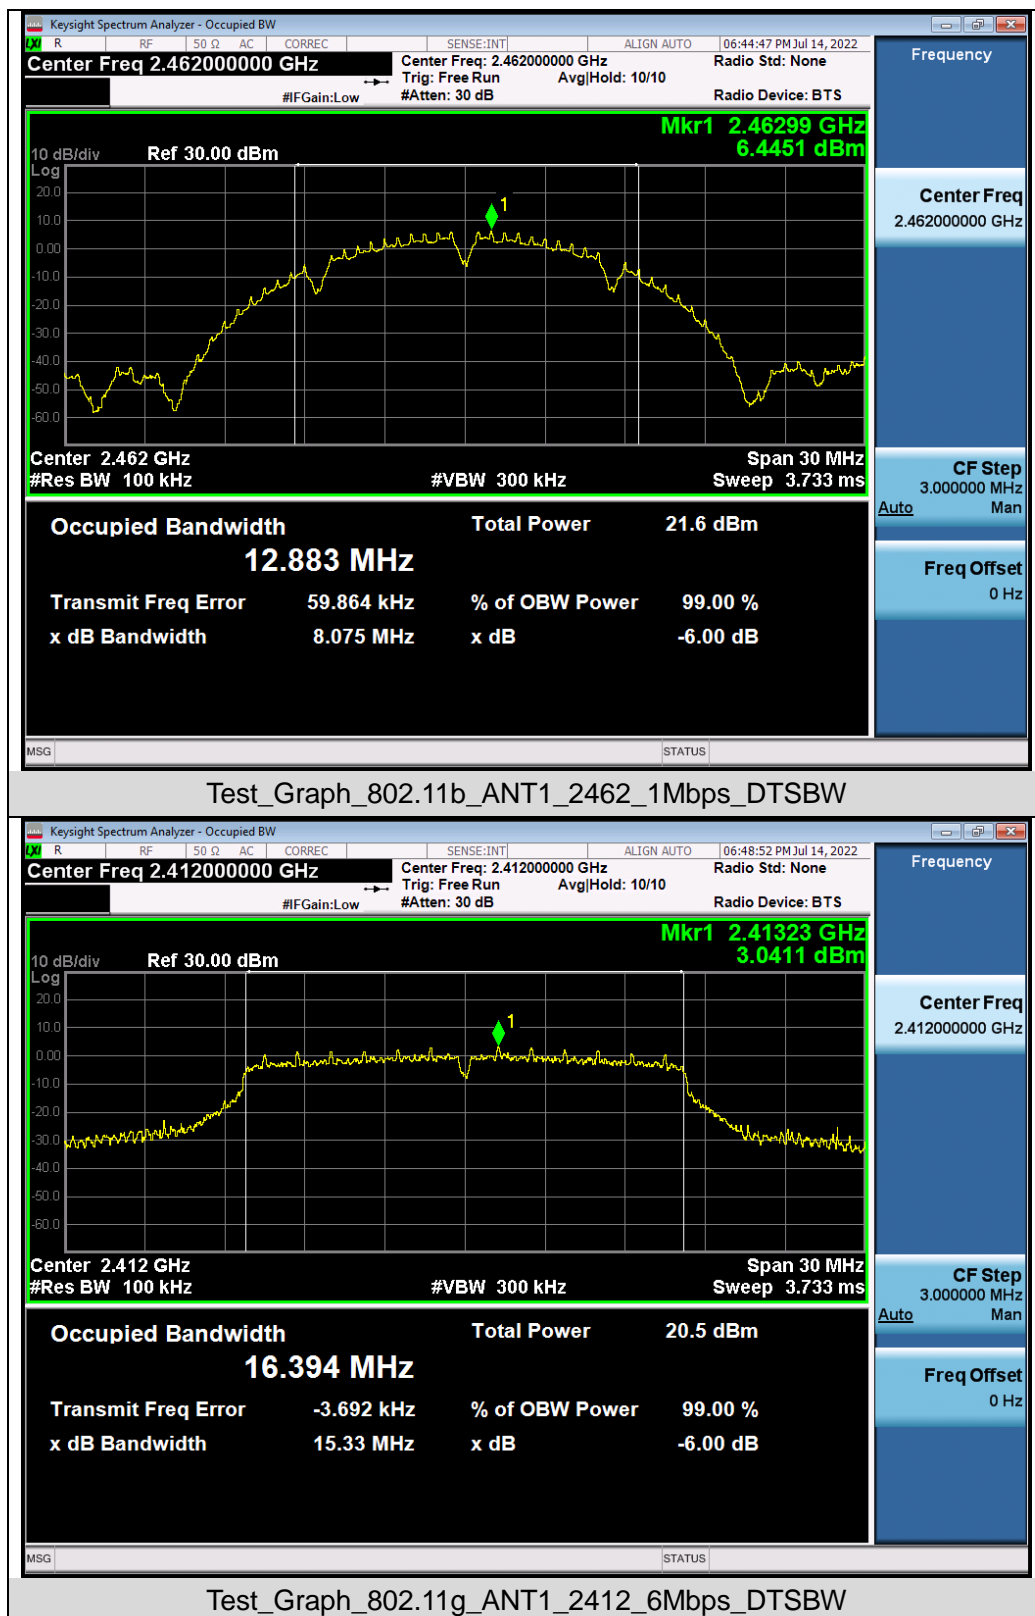 Keysight Spectrum Analyzer - Occupied BW
LXI R RF 50 Ω AC CORREC SENSE:INT ALIGN AUTO 06:44:47 PM Jul 14, 2022
Center Freq 2.462000000 GHz Center Freq: 2.462000000 GHz Radio Std: None Frequency
Trig: Free Run Avg|Hold: 10/10
#IFGain:Low #Atten: 30 dB Radio Device: BTS
Mkr1 2.46299 GHz
10 dB/div Ref 30.00 dBm 6.4451 dBm
Log
20.0
10.0
0.00
-10.0
-20.0
-30.0
-40.0
-50.0
-60.0
1
Center Freq
2.462000000 GHz
Center 2.462 GHz Span 30 MHz
#Res BW 100 kHz #VBW 300 kHz Sweep 3.733 ms
CF Step
3.000000 MHz
Auto Man
Occupied Bandwidth Total Power 21.6 dBm
12.883 MHz
Freq Offset
0 Hz
Transmit Freq Error 59.864 kHz % of OBW Power 99.00 %
x dB Bandwidth 8.075 MHz x dB -6.00 dB
MSG STATUS
Test_Graph_802.11b_ANT1_2462_1Mbps_DTSBW
Keysight Spectrum Analyzer - Occupied BW
LXI R RF 50 Ω AC CORREC SENSE:INT ALIGN AUTO 06:48:52 PM Jul 14, 2022
Center Freq 2.412000000 GHz Center Freq: 2.412000000 GHz Radio Std: None Frequency
Trig: Free Run Avg|Hold: 10/10
#IFGain:Low #Atten: 30 dB Radio Device: BTS
Mkr1 2.41323 GHz
10 dB/div Ref 30.00 dBm 3.0411 dBm
Log
20.0
10.0
0.00
-10.0
-20.0
-30.0
-40.0
-50.0
-60.0
1
Center Freq
2.412000000 GHz
Center 2.412 GHz Span 30 MHz
#Res BW 100 kHz #VBW 300 kHz Sweep 3.733 ms
CF Step
3.000000 MHz
Auto Man
Occupied Bandwidth Total Power 20.5 dBm
16.394 MHz
Freq Offset
0 Hz
Transmit Freq Error -3.692 kHz % of OBW Power 99.00 %
x dB Bandwidth 15.33 MHz x dB -6.00 dB
MSG STATUS
Test_Graph_802.11g_ANT1_2412_6Mbps_DTSBW